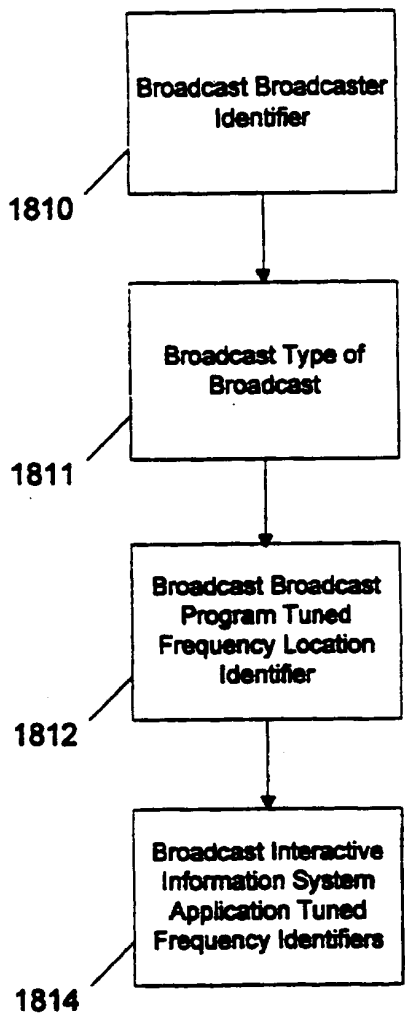 Broadcast Broadcaster
Identifier
1810
Broadcast Type of
Broadcast
1811
Broadcast Broadcast
Program Tuned
Frequency Location
Identifier
1812
Broadcast Interactive
Information System
Application Tuned
Frequency Identifiers
1814